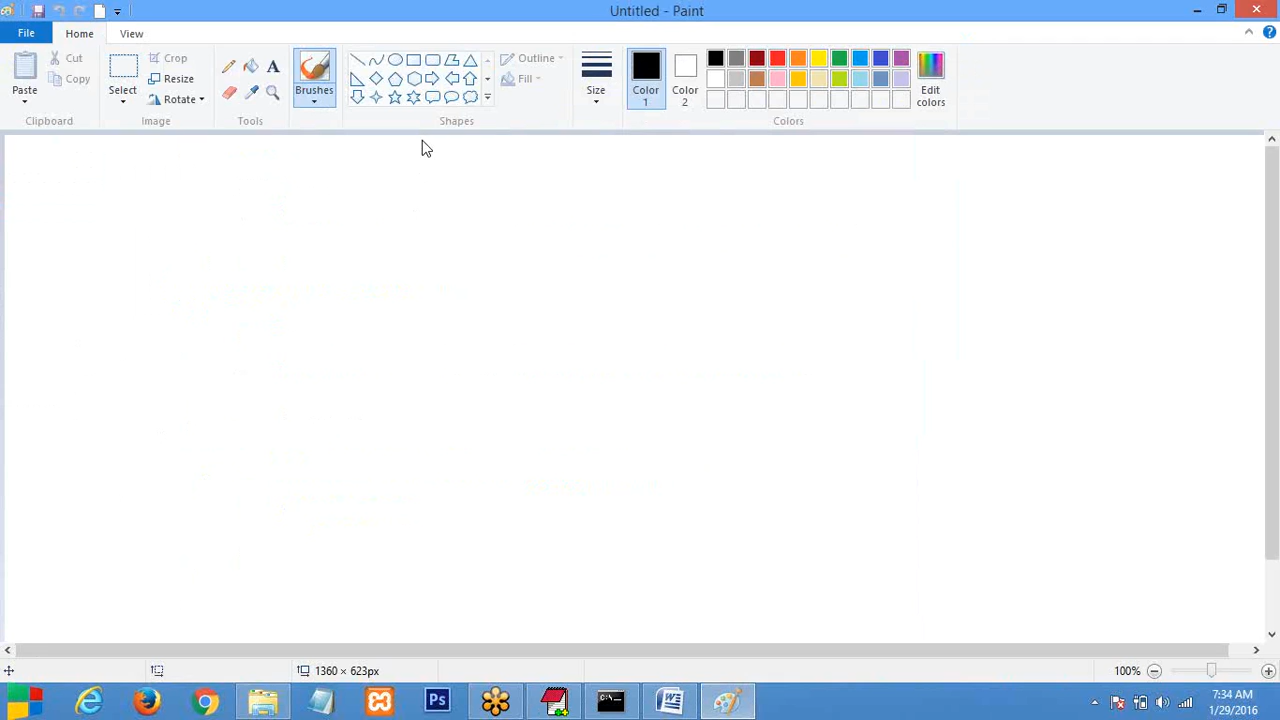 Untitled - Paint
File
Home
View
Paste
Cut
Copy
Clipboard
Select
Crop
Resize
Rotate
Image
A
Tools
Brushes
Shapes
Outline
Fill
Size
Color
1
Color
2
Edit
colors
Colors
1360 × 623px
100%
Ps
C:\_
7:34 AM
1/29/2016